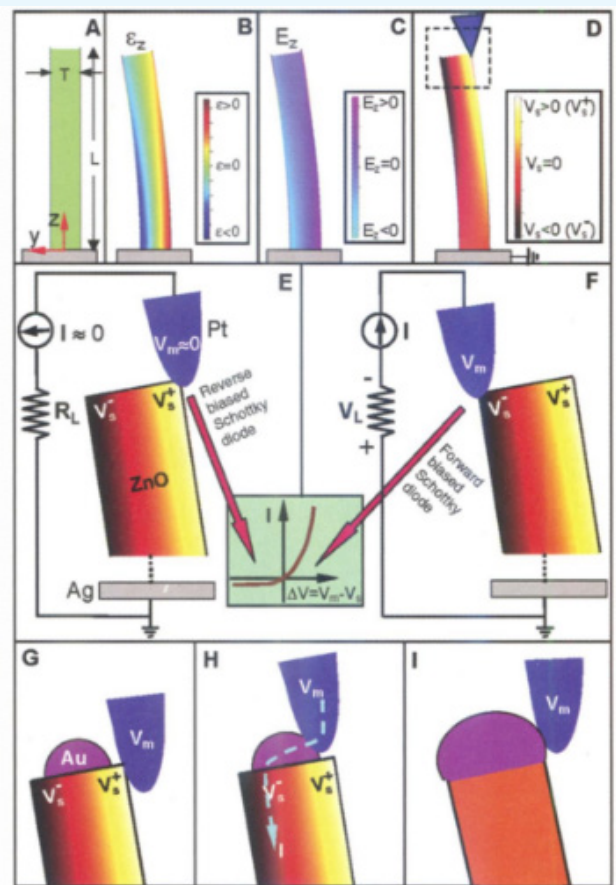 A
T
L
z
y
B
εz
ε>0
ε=0
ε<0
C
Ez
Ez>0
Ez=0
Ez<0
D
Vs>0 (Vs+)
Vs=0
Vs<0 (Vs-)
E
I ≈ 0
Vm≈0
Pt
RL
Vs-
Vs+
ZnO
Ag
Reverse
biased
Schottky
diode
I
ΔV=Vm-Vs
F
I
Vm
-
VL
+
Vs-
Vs+
Forward
biased
Schottky
diode
G
Au
Vm
Vs-
Vs+
H
Vm
Vs-
Vs+
I
I
Vm